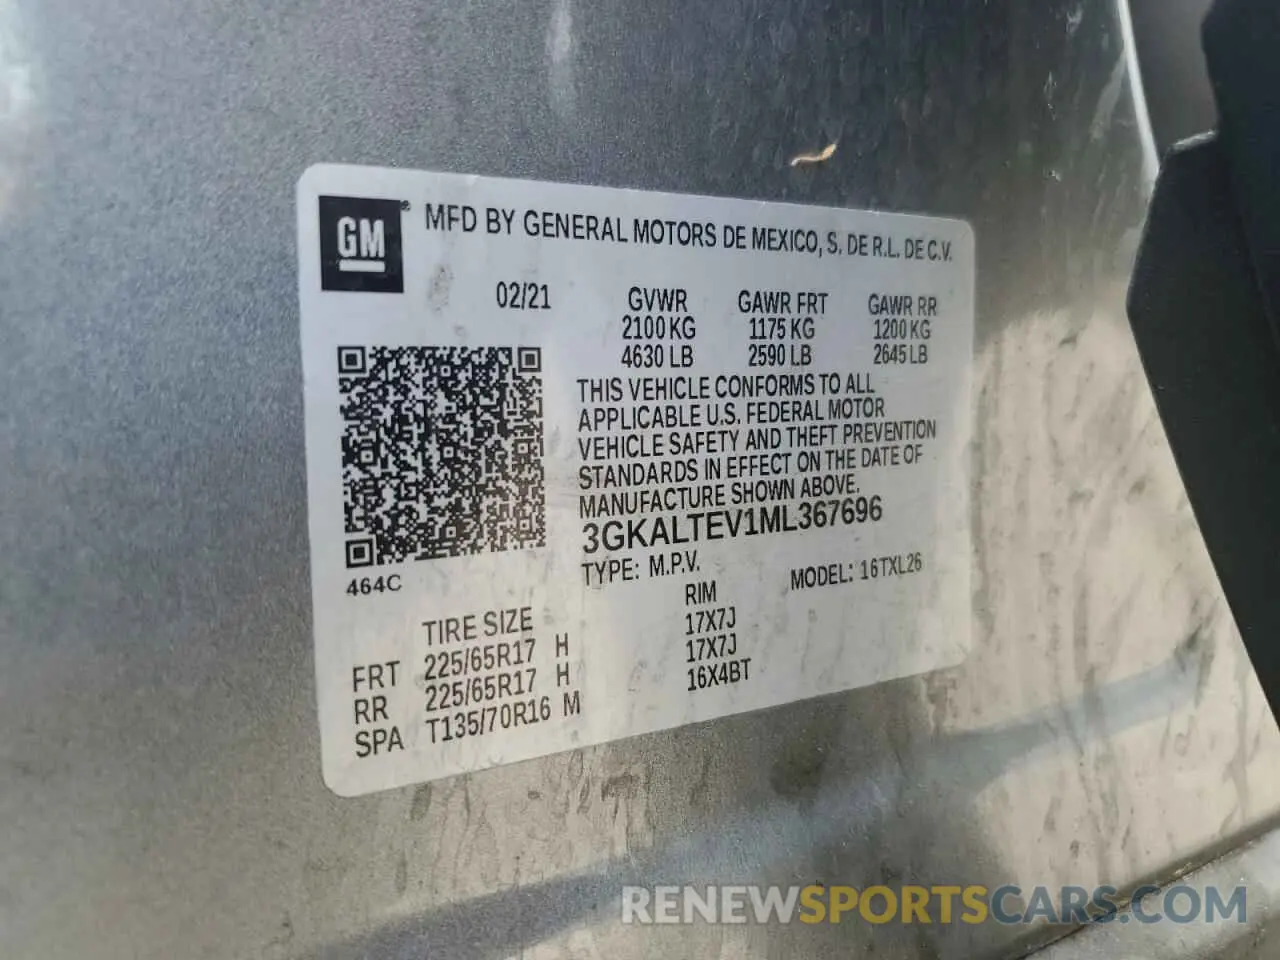 GM ® MFD BY GENERAL MOTORS DE MEXICO, S. DE R.L. DE C.V.
02/21 GVWR GAWR FRT GAWR RR
2100 KG 1175 KG 1200 KG
4630 LB 2590 LB 2645 LB
THIS VEHICLE CONFORMS TO ALL
APPLICABLE U.S. FEDERAL MOTOR
VEHICLE SAFETY AND THEFT PREVENTION
STANDARDS IN EFFECT ON THE DATE OF
MANUFACTURE SHOWN ABOVE.
3GKALTEV1ML367696
464C
TYPE: M.P.V. MODEL: 16TXL26
TIRE SIZE RIM
FRT 225/65R17 H 17X7J
RR 225/65R17 H 17X7J
SPA T135/70R16 M 16X4BT
RENEWSPORTSCARS.COM